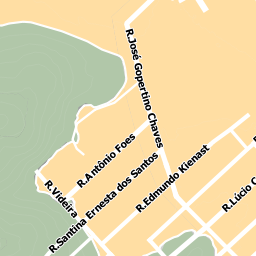 R.José Gopertino Chaves
R.Antônio Foes
R.Edmundo Kienast
R.Santina Ernesta dos Santos
R.Videira
R.Lúcio